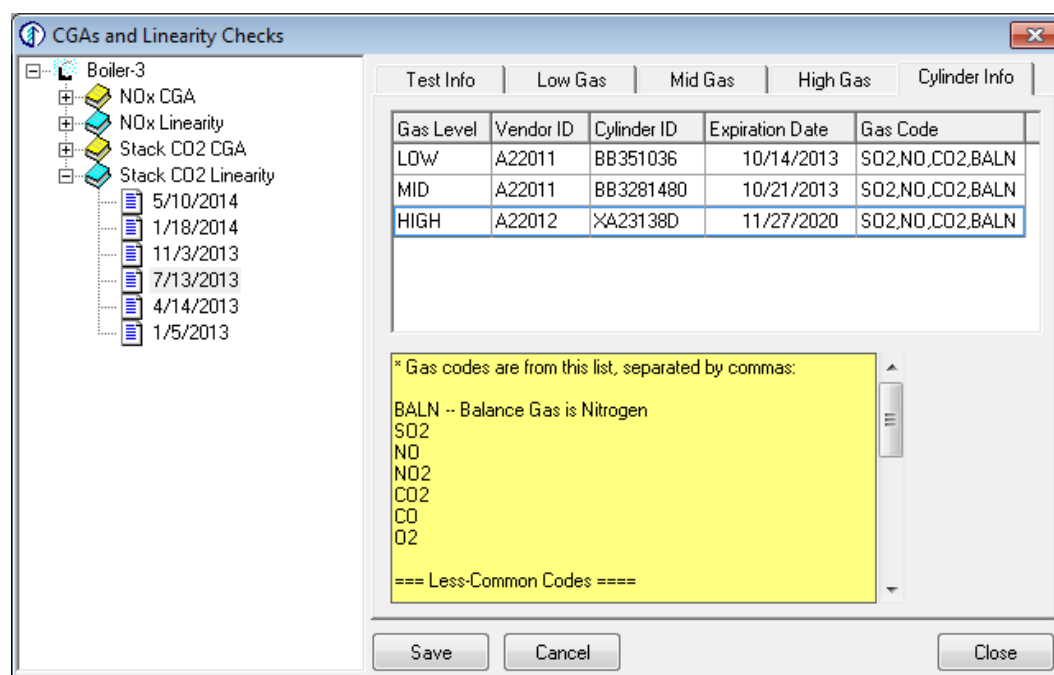 CGAs and Linearity Checks
Boiler-3
NOx CGA
NOx Linearity
Stack CO2 CGA
Stack CO2 Linearity
5/10/2014
1/18/2014
11/3/2013
7/13/2013
4/14/2013
1/5/2013
Test Info Low Gas Mid Gas High Gas Cylinder Info
Gas Level Vendor ID Cylinder ID Expiration Date Gas Code
LOW A22011 BB351036 10/14/2013 SO2,NO,CO2,BALN
MID A22011 BB3281480 10/21/2013 SO2,NO,CO2,BALN
HIGH A22012 XA23138D 11/27/2020 SO2,NO,CO2,BALN
* Gas codes are from this list, separated by commas:
BALN -- Balance Gas is Nitrogen
SO2
NO
NO2
CO2
CO
O2
=== Less-Common Codes ====
Save Cancel Close